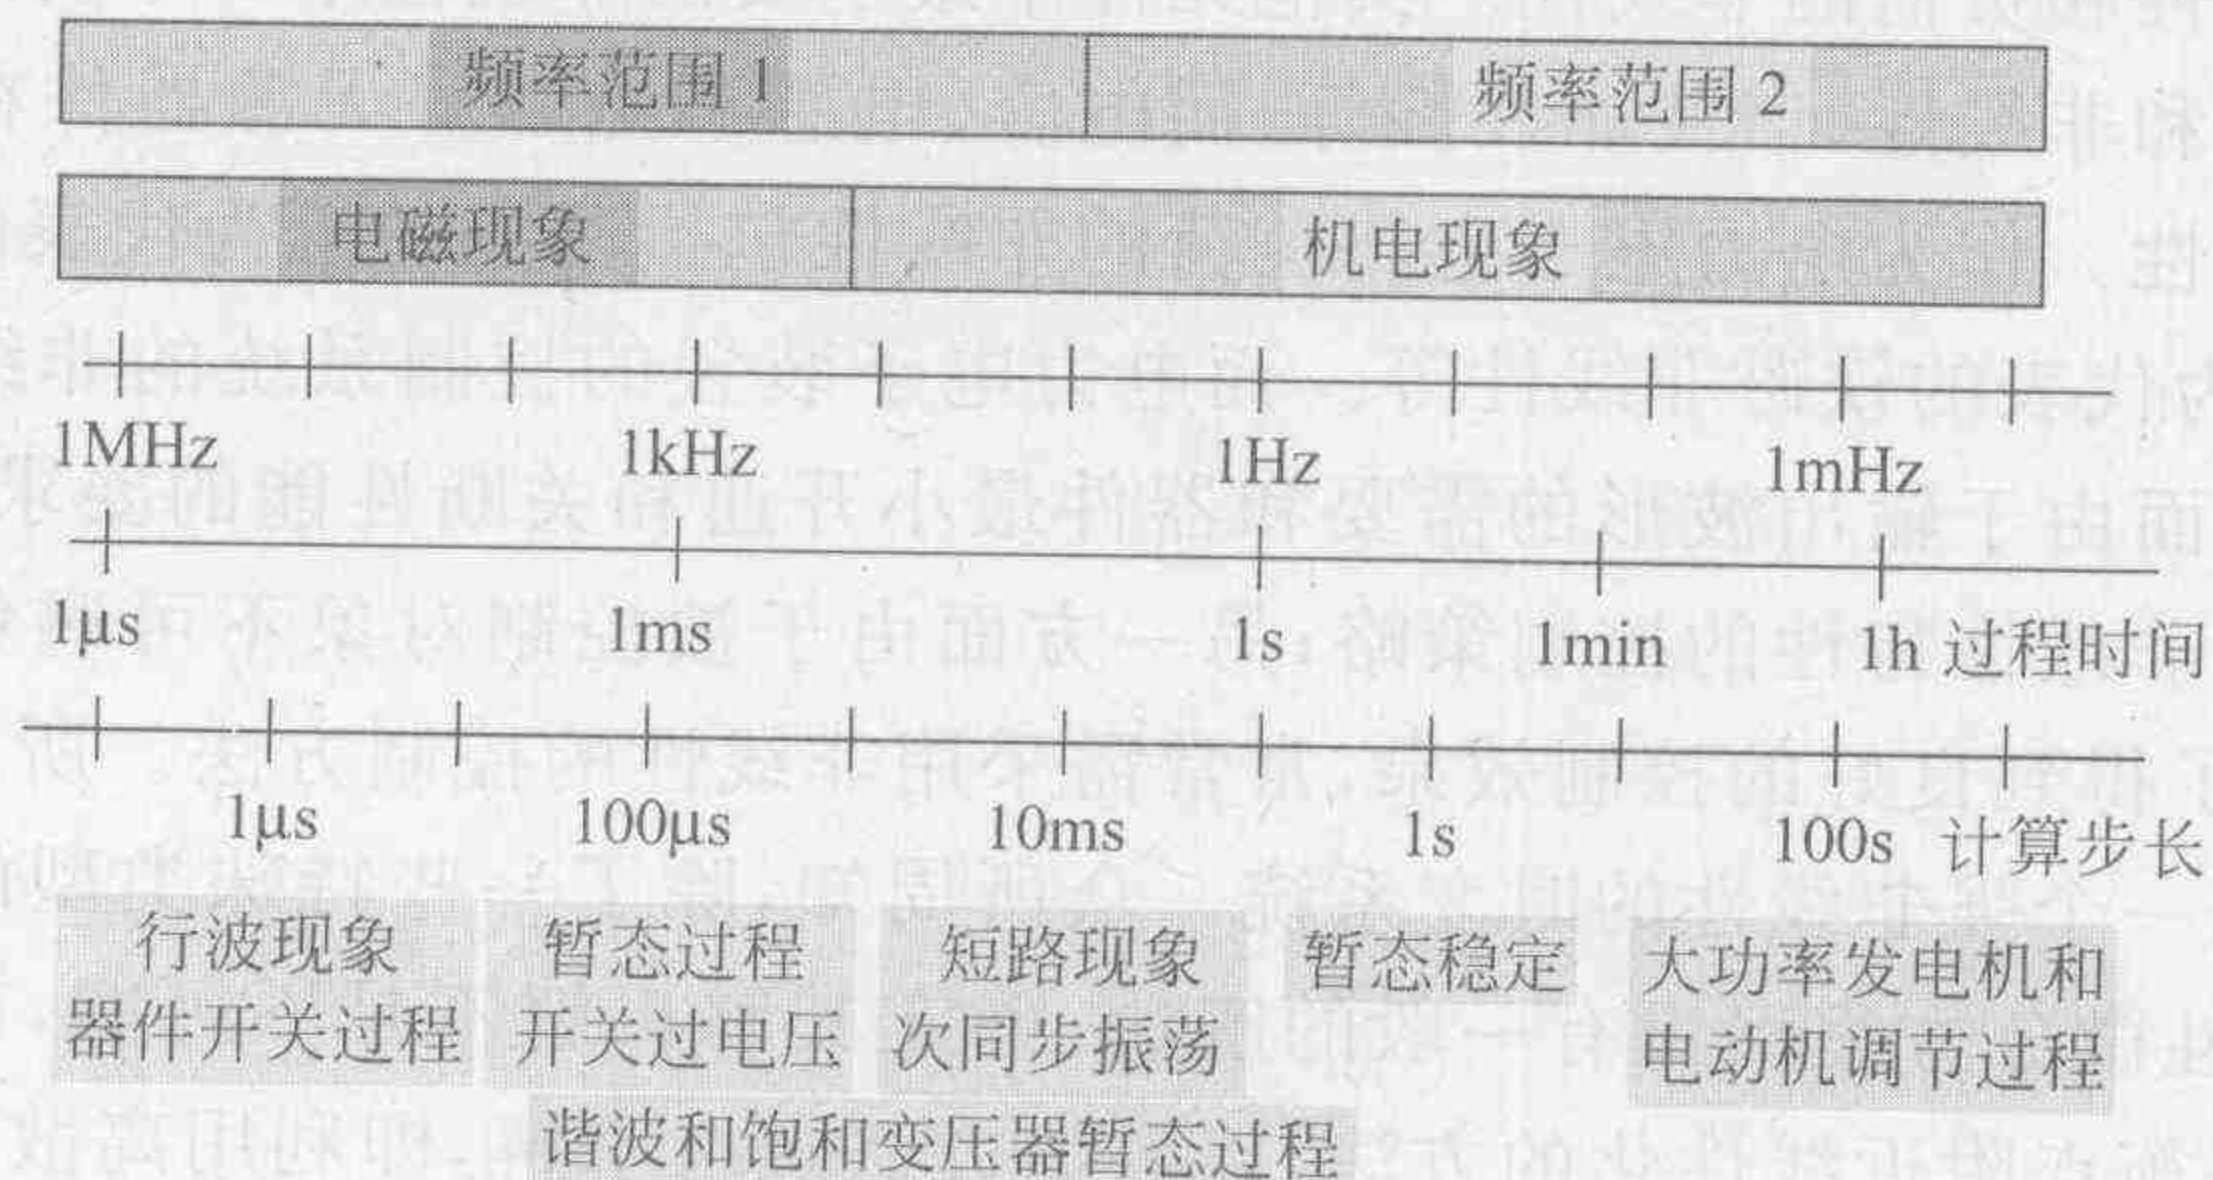 频率范围 1 频率范围 2
电磁现象 机电现象
1MHz 1kHz 1Hz 1mHz
1μs 1ms 1s 1min 1h 过程时间
1μs 100μs 10ms 1s 100s 计算步长
行波现象 暂态过程 短路现象 暂态稳定 大功率发电机和
器件开关过程 开关过电压 次同步振荡 电动机调节过程
谐波和饱和变压器暂态过程